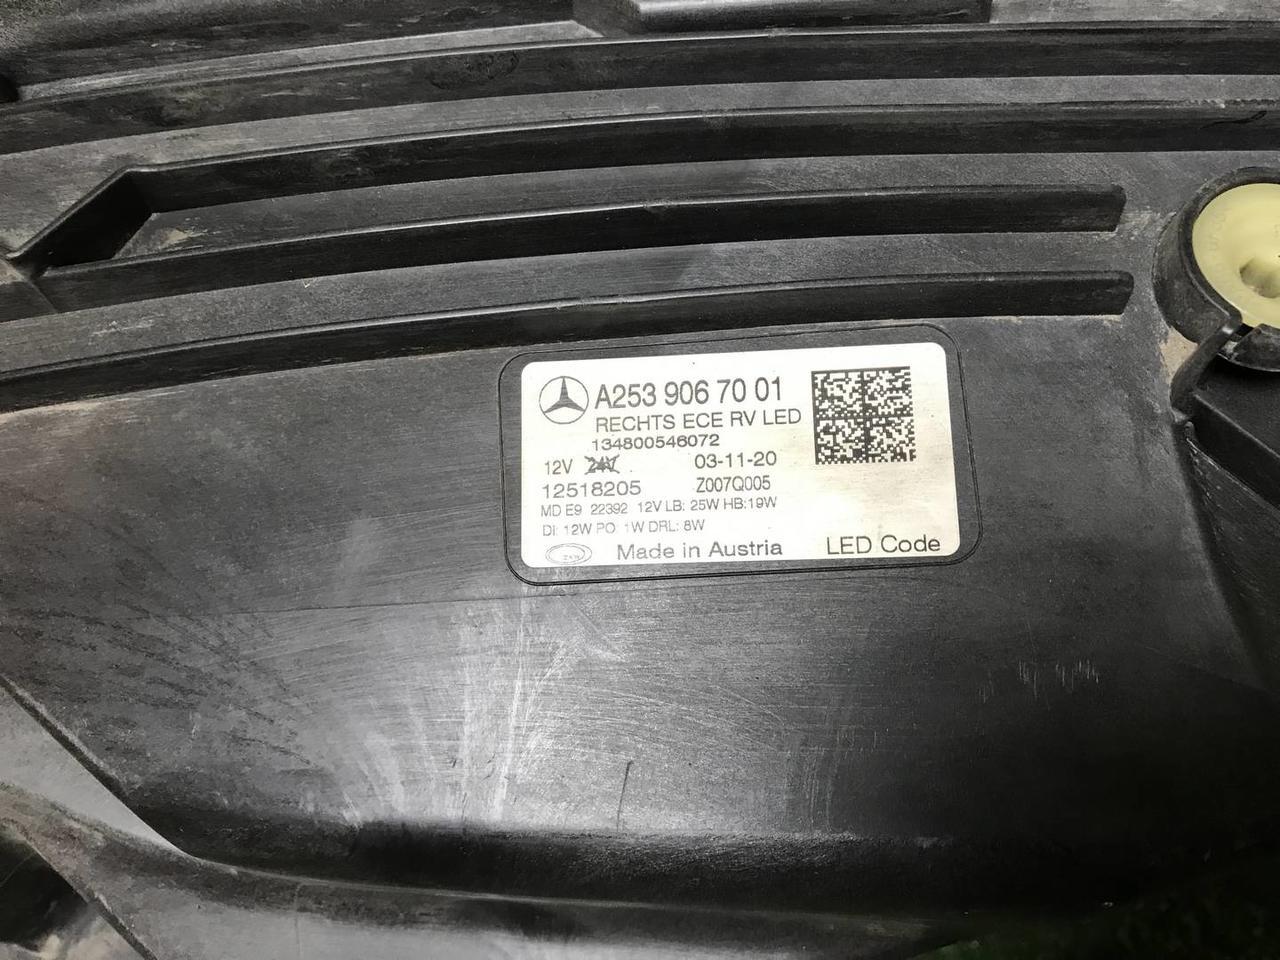 A253 906 70 01
RECHTS ECE RV LED
134800546072
12V 24V 03-11-20
12518205 Z007Q005
MD E9 22392 12V LB: 25W HB:19W
DI: 12W PO: 1W DRL: 8W
ZKW Made in Austria LED Code